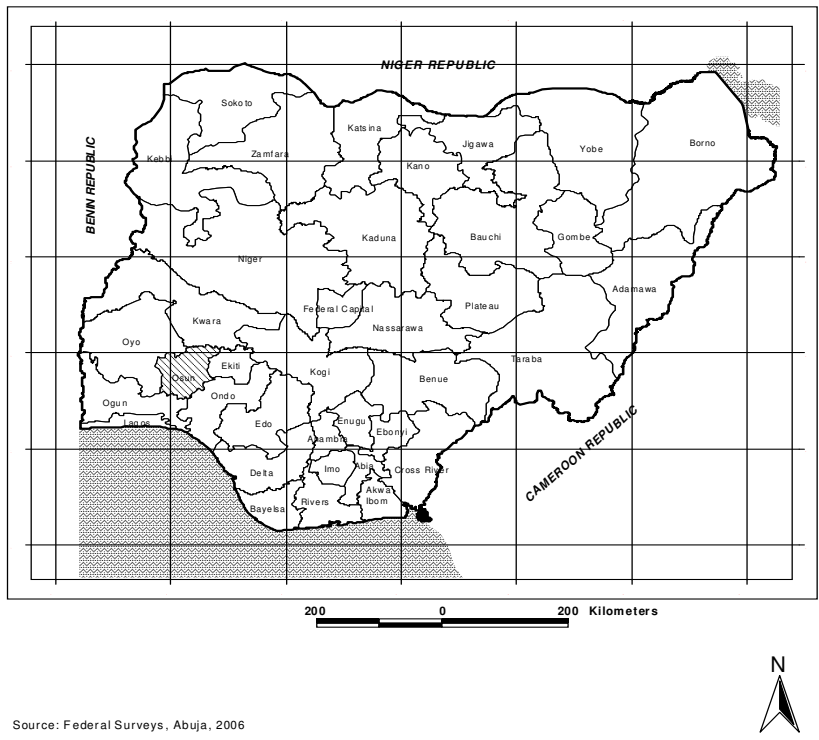 NIGER REPUBLIC
Sokoto
Katsina
Jigawa
Yobe
Borno
Kebbi
Zamfara
Kano
BENIN REPUBLIC
Kaduna
Bauchi
Gombe
Niger
Adamawa
Federal Capital
Plateau
Kwara
Nassarawa
Oyo
Taraba
Ekiti
Kogi
Osun
Benue
Ondo
Ogun
Lagos
Edo
Enugu
Ebonyi
Anambra
CAMEROON REPUBLIC
Delta
Imo
Abia
Cross River
Akwa
Ibom
Rivers
Bayelsa
200 0 200 Kilometers
N
Source: Federal Surveys, Abuja, 2006